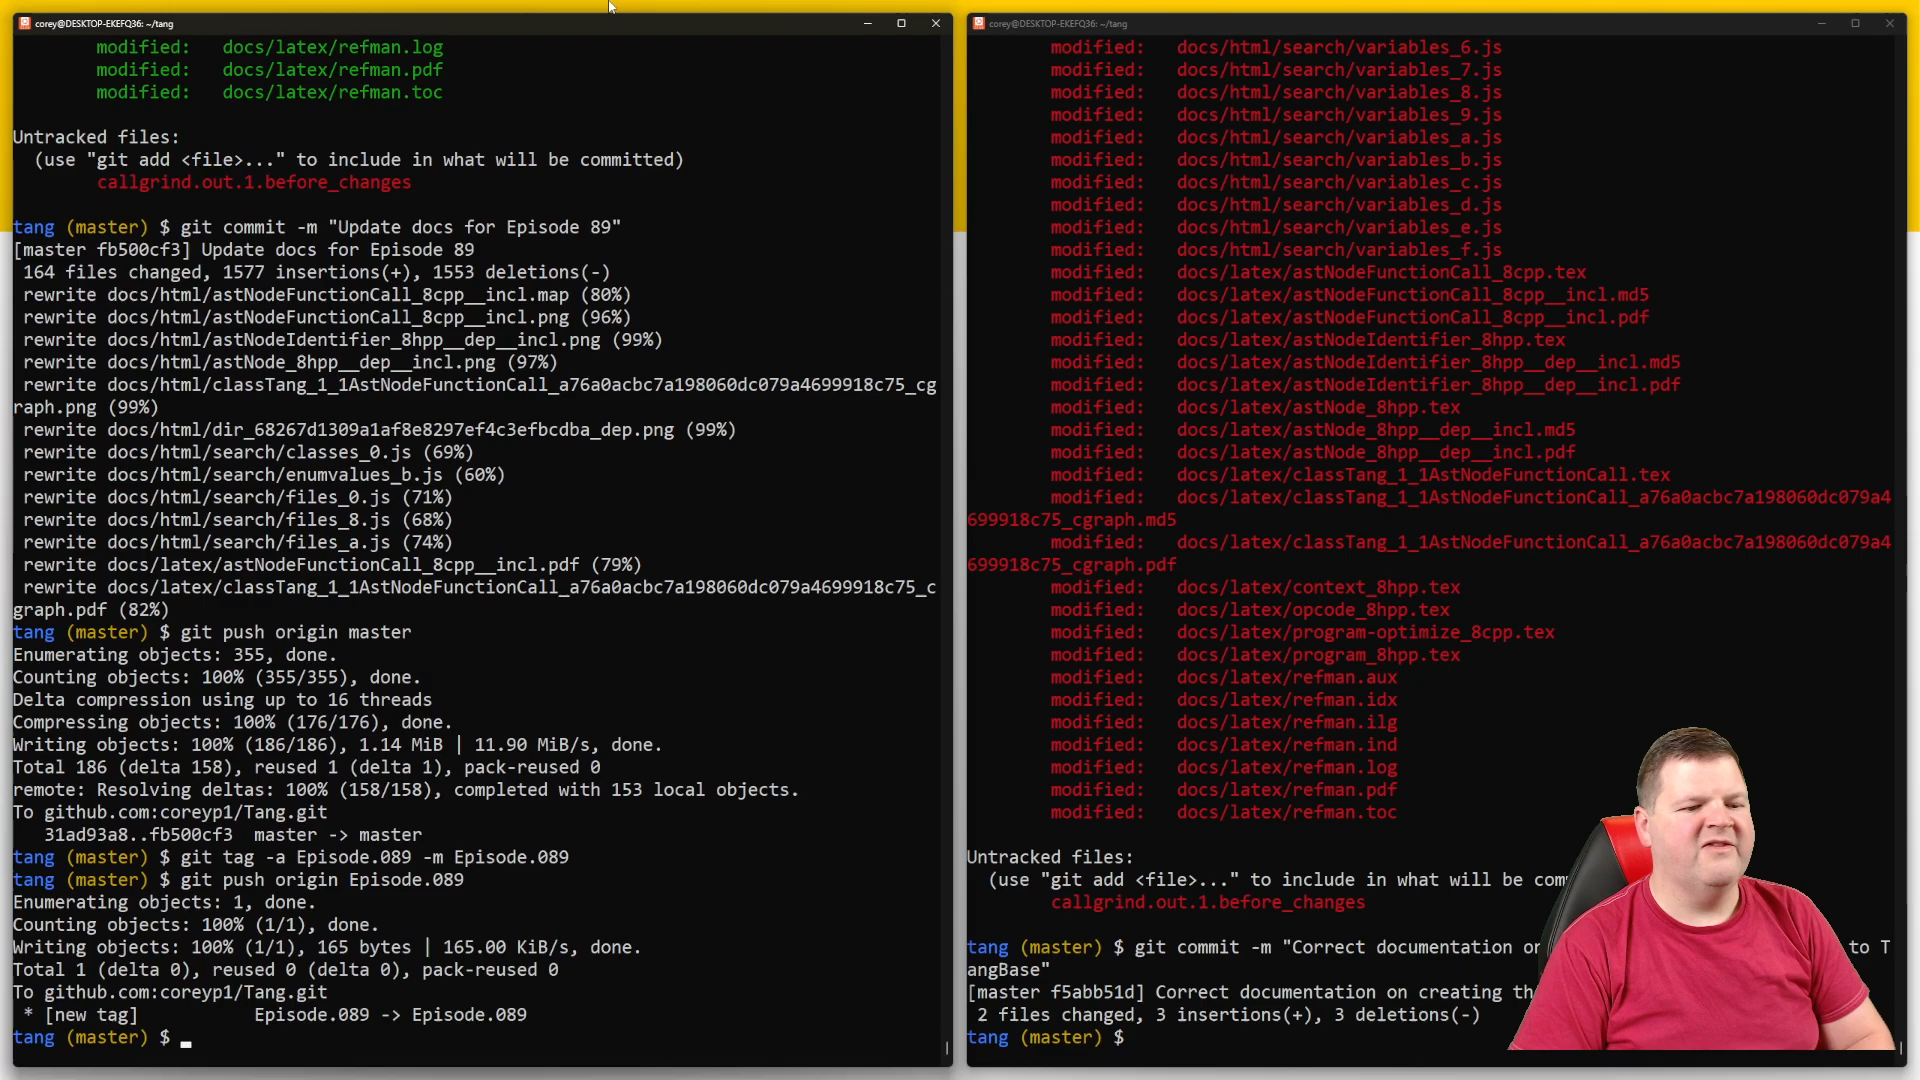 corey@DESKTOP-EKEFQ36: ~/tang
modified:   docs/latex/refman.log
modified:   docs/latex/refman.pdf
modified:   docs/latex/refman.toc
Untracked files:
(use "git add <file>..." to include in what will be committed)
callgrind.out.1.before_changes
tang (master) $ git commit -m "Update docs for Episode 89"
[master fb500cf3] Update docs for Episode 89
164 files changed, 1577 insertions(+), 1553 deletions(-)
rewrite docs/html/astNodeFunctionCall_8cpp__incl.map (80%)
rewrite docs/html/astNodeFunctionCall_8cpp__incl.png (96%)
rewrite docs/html/astNodeIdentifier_8hpp__dep__incl.png (99%)
rewrite docs/html/astNode_8hpp__dep__incl.png (97%)
rewrite docs/html/classTang_1_1AstNodeFunctionCall_a76a0acbc7a198060dc079a4699918c75_cg
raph.png (99%)
rewrite docs/html/dir_68267d1309a1af8e8297ef4c3efbcdba_dep.png (99%)
rewrite docs/html/search/classes_0.js (69%)
rewrite docs/html/search/enumvalues_b.js (60%)
rewrite docs/html/search/files_0.js (71%)
rewrite docs/html/search/files_8.js (68%)
rewrite docs/html/search/files_a.js (74%)
rewrite docs/latex/astNodeFunctionCall_8cpp__incl.pdf (79%)
rewrite docs/latex/classTang_1_1AstNodeFunctionCall_a76a0acbc7a198060dc079a4699918c75_c
graph.pdf (82%)
tang (master) $ git push origin master
Enumerating objects: 355, done.
Counting objects: 100% (355/355), done.
Delta compression using up to 16 threads
Compressing objects: 100% (176/176), done.
Writing objects: 100% (186/186), 1.14 MiB | 11.90 MiB/s, done.
Total 186 (delta 158), reused 1 (delta 1), pack-reused 0
remote: Resolving deltas: 100% (158/158), completed with 153 local objects.
To github.com:coreyp1/Tang.git
31ad93a8..fb500cf3  master -> master
tang (master) $ git tag -a Episode.089 -m Episode.089
tang (master) $ git push origin Episode.089
Enumerating objects: 1, done.
Counting objects: 100% (1/1), done.
Writing objects: 100% (1/1), 165 bytes | 165.00 KiB/s, done.
Total 1 (delta 0), reused 0 (delta 0), pack-reused 0
To github.com:coreyp1/Tang.git
* [new tag]           Episode.089 -> Episode.089
tang (master) $
corey@DESKTOP-EKEFQ36: ~/tang
modified:   docs/html/search/variables_6.js
modified:   docs/html/search/variables_7.js
modified:   docs/html/search/variables_8.js
modified:   docs/html/search/variables_9.js
modified:   docs/html/search/variables_a.js
modified:   docs/html/search/variables_b.js
modified:   docs/html/search/variables_c.js
modified:   docs/html/search/variables_d.js
modified:   docs/html/search/variables_e.js
modified:   docs/html/search/variables_f.js
modified:   docs/latex/astNodeFunctionCall_8cpp.tex
modified:   docs/latex/astNodeFunctionCall_8cpp__incl.md5
modified:   docs/latex/astNodeFunctionCall_8cpp__incl.pdf
modified:   docs/latex/astNodeIdentifier_8hpp.tex
modified:   docs/latex/astNodeIdentifier_8hpp__dep__incl.md5
modified:   docs/latex/astNodeIdentifier_8hpp__dep__incl.pdf
modified:   docs/latex/astNode_8hpp.tex
modified:   docs/latex/astNode_8hpp__dep__incl.md5
modified:   docs/latex/astNode_8hpp__dep__incl.pdf
modified:   docs/latex/classTang_1_1AstNodeFunctionCall.tex
modified:   docs/latex/classTang_1_1AstNodeFunctionCall_a76a0acbc7a198060dc079a4
699918c75_cgraph.md5
modified:   docs/latex/classTang_1_1AstNodeFunctionCall_a76a0acbc7a198060dc079a4
699918c75_cgraph.pdf
modified:   docs/latex/context_8hpp.tex
modified:   docs/latex/opcode_8hpp.tex
modified:   docs/latex/program-optimize_8cpp.tex
modified:   docs/latex/program_8hpp.tex
modified:   docs/latex/refman.aux
modified:   docs/latex/refman.idx
modified:   docs/latex/refman.ilg
modified:   docs/latex/refman.ind
modified:   docs/latex/refman.log
modified:   docs/latex/refman.pdf
modified:   docs/latex/refman.toc
Untracked files:
(use "git add <file>..." to include in what will be com
callgrind.out.1.before_changes
tang (master) $ git commit -m "Correct documentation or to T
angBase"
[master f5abb51d] Correct documentation on creating th
2 files changed, 3 insertions(+), 3 deletions(-)
tang (master) $